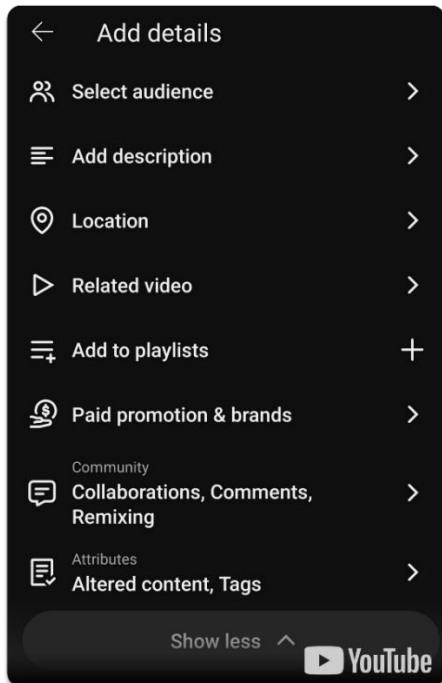 Add details
Select audience
Add description
Location
Related video
Add to playlists
Paid promotion & brands
Community
Collaborations, Comments,
Remixing
Attributes
Altered content, Tags
Show less
YouTube